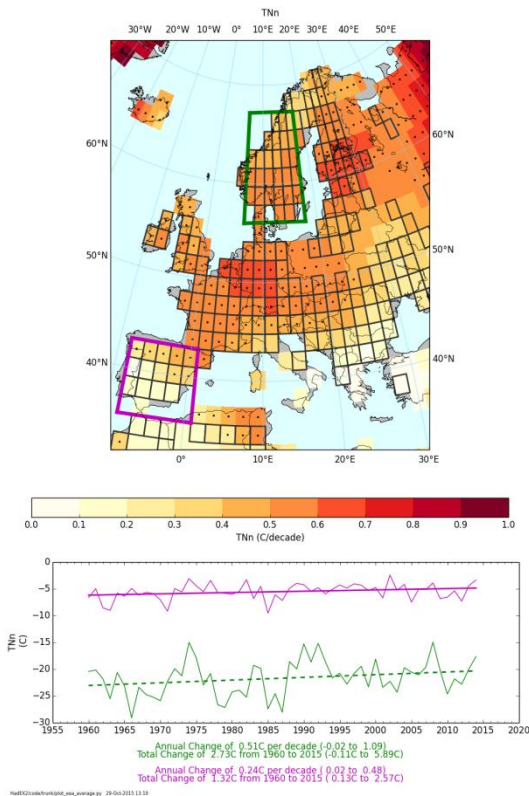 TNn
30°W 20°W 10°W 0° 10°E 20°E 30°E 40°E 50°E
60°N 60°N
50°N 50°N
40°N 40°N
0° 10°E 20°E 30°E
0.0 0.1 0.2 0.3 0.4 0.5 0.6 0.7 0.8 0.9 1.0
TNn (C/decade)
0
−5
−10
−15
−20
−25
−30
TNn
(C)
1955 1960 1965 1970 1975 1980 1985 1990 1995 2000 2005 2010 2015 2020
Annual Change of 0.51C per decade (-0.02 to 1.09)
Total Change of 2.73C from 1960 to 2015 (-0.11C to 5.89C)
Annual Change of 0.24C per decade ( 0.02 to 0.48)
Total Change of 1.32C from 1960 to 2015 ( 0.13C to 2.57C)
29-Oct-2015 13:19